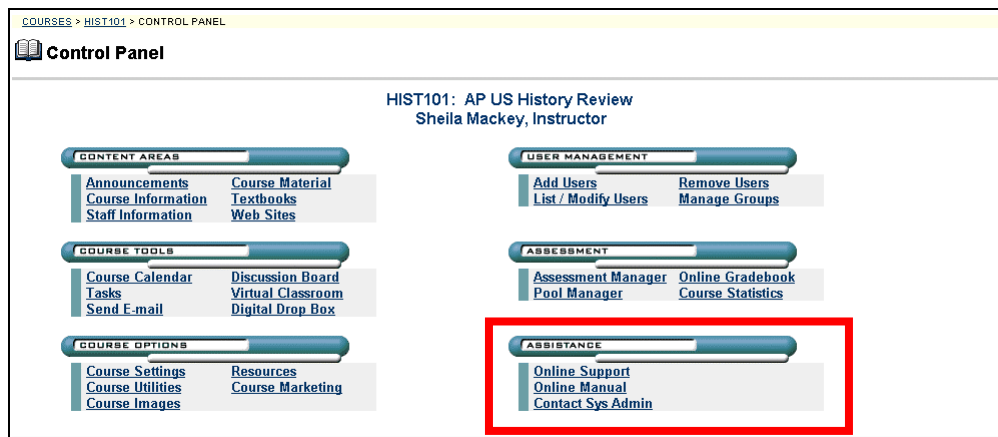 COURSES > HIST101 > CONTROL PANEL
Control Panel
HIST101: AP US History Review
Sheila Mackey, Instructor
CONTENT AREAS
Announcements Course Material
Course Information Textbooks
Staff Information Web Sites
USER MANAGEMENT
Add Users Remove Users
List / Modify Users Manage Groups
COURSE TOOLS
Course Calendar Discussion Board
Tasks Virtual Classroom
Send E-mail Digital Drop Box
ASSESSMENT
Assessment Manager Online Gradebook
Pool Manager Course Statistics
COURSE OPTIONS
Course Settings Resources
Course Utilities Course Marketing
Course Images
ASSISTANCE
Online Support
Online Manual
Contact Sys Admin